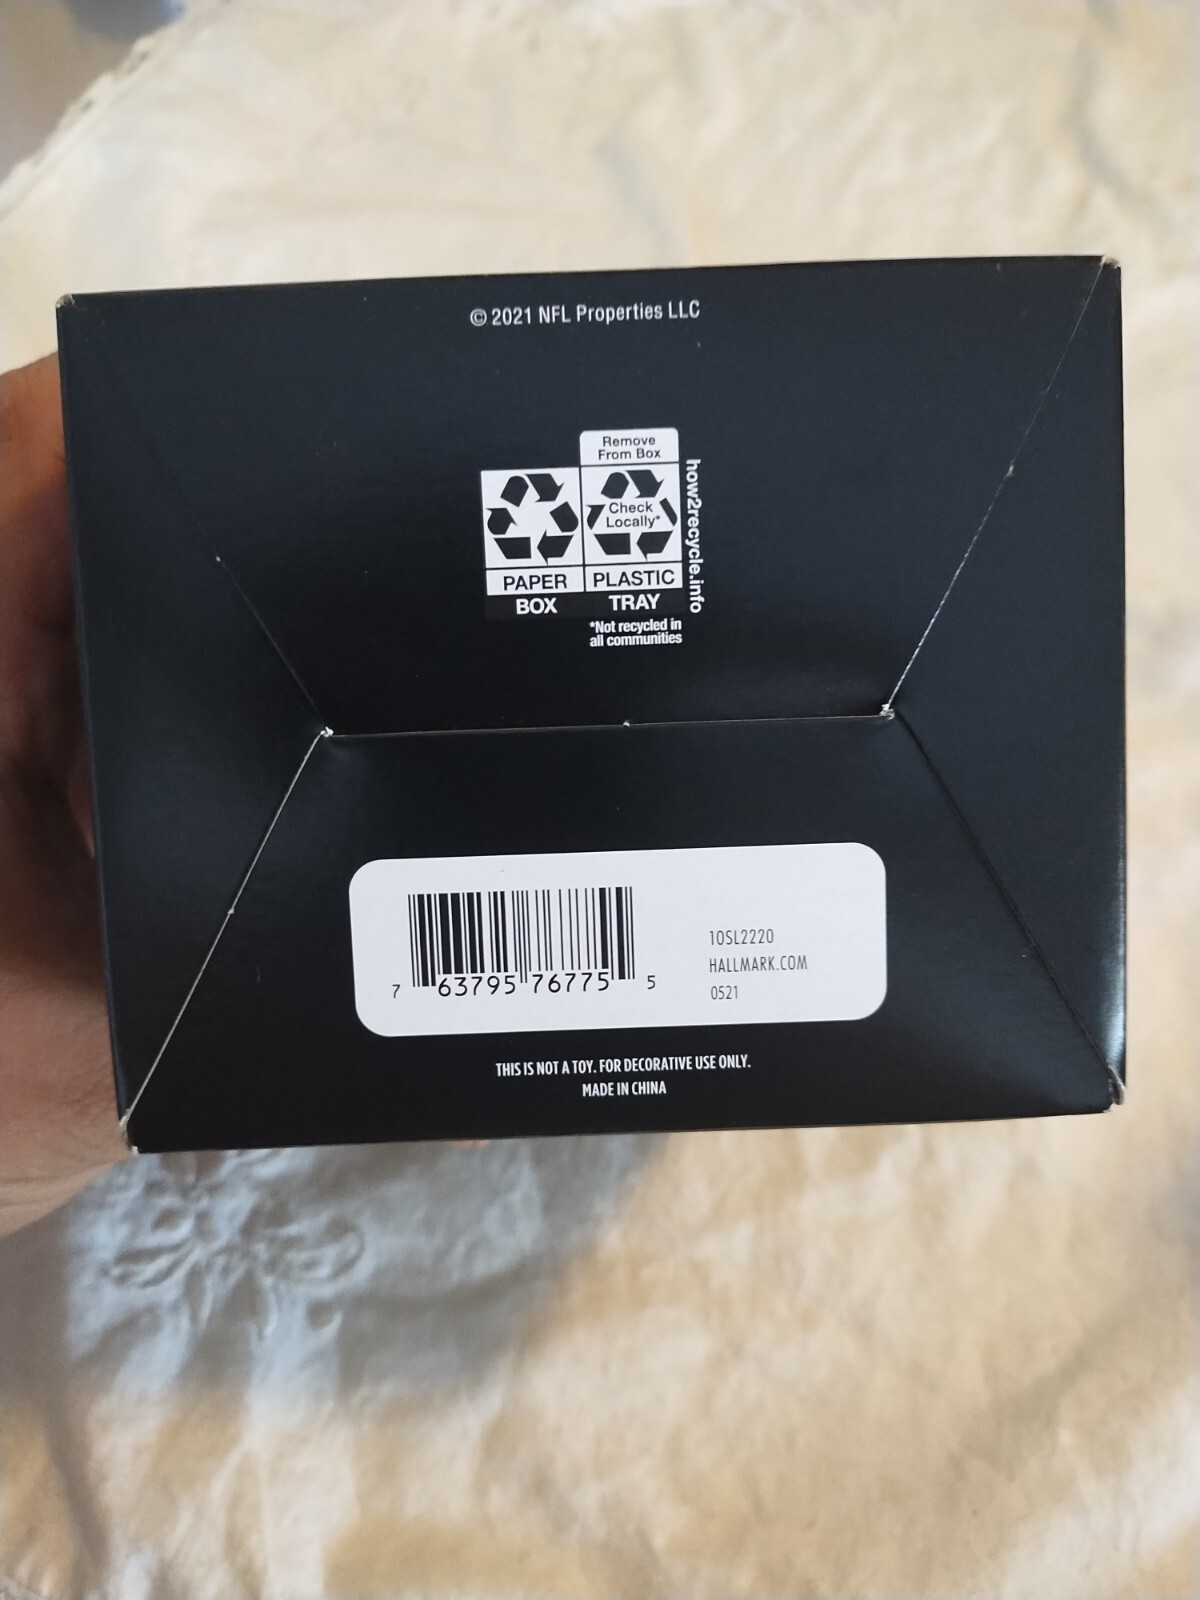 © 2021 NFL Properties LLC
Remove
From Box
Check
Locally*
PAPER
PLASTIC
BOX
TRAY
*Not recycled in
all communities
how2recycle.info
7 63795 76775 5
10SL2220
HALLMARK.COM
0521
THIS IS NOT A TOY. FOR DECORATIVE USE ONLY.
MADE IN CHINA